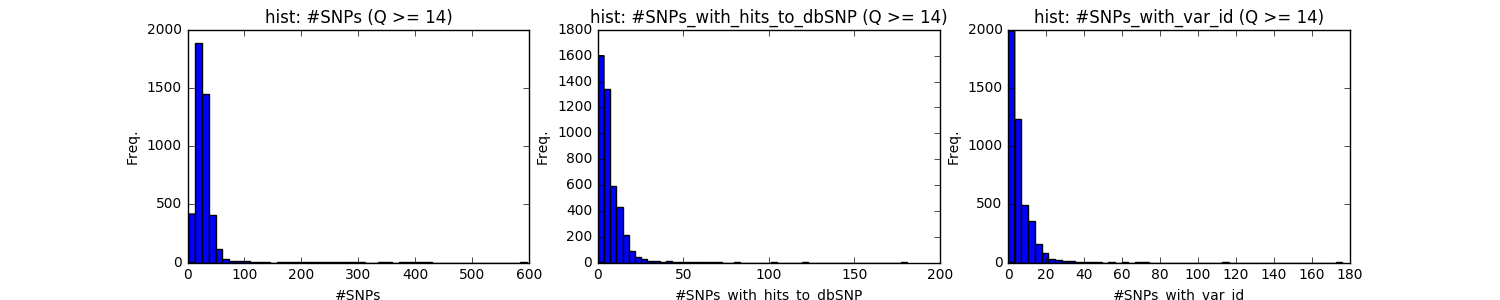 hist: #SNPs (Q >= 14)
2000
1500
1000
500
0
Freq.
0 100 200 300 400 500 600
#SNPs
hist: #SNPs_with_hits_to_dbSNP (Q >= 14)
1800
1600
1400
1200
1000
800
600
400
200
0
Freq.
0 50 100 150 200
#SNPs_with_hits_to_dbSNP
hist: #SNPs_with_var_id (Q >= 14)
2000
1500
1000
500
0
Freq.
0 20 40 60 80 100 120 140 160 180
#SNPs_with_var_id